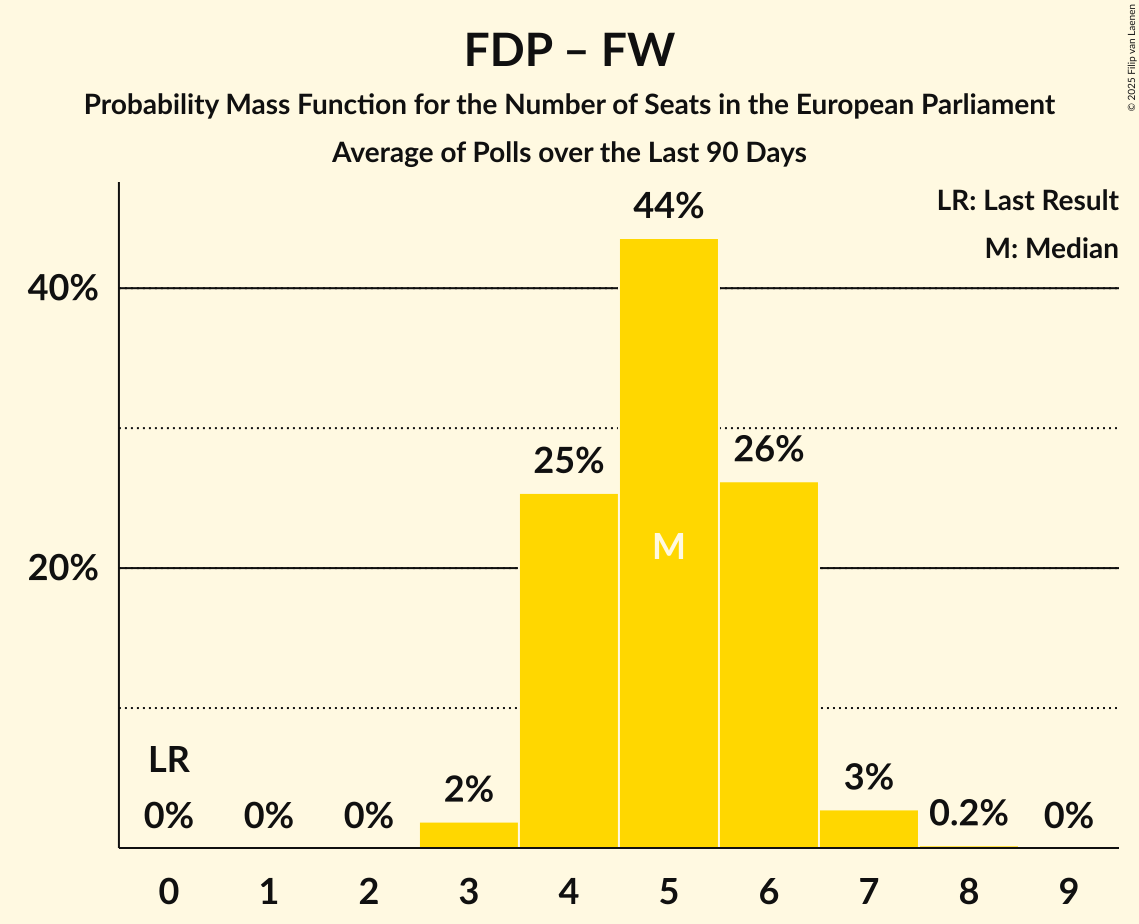 FDP – FW
Probability Mass Function for the Number of Seats in the European Parliament
Average of Polls over the Last 90 Days
© 2025 Filip van Laenen
LR: Last Result
M: Median
44%
40%
26%
25%
M
20%
LR
0%
0%
0%
2%
3%
0.2%
0%
0 1 2 3 4 5 6 7 8 9